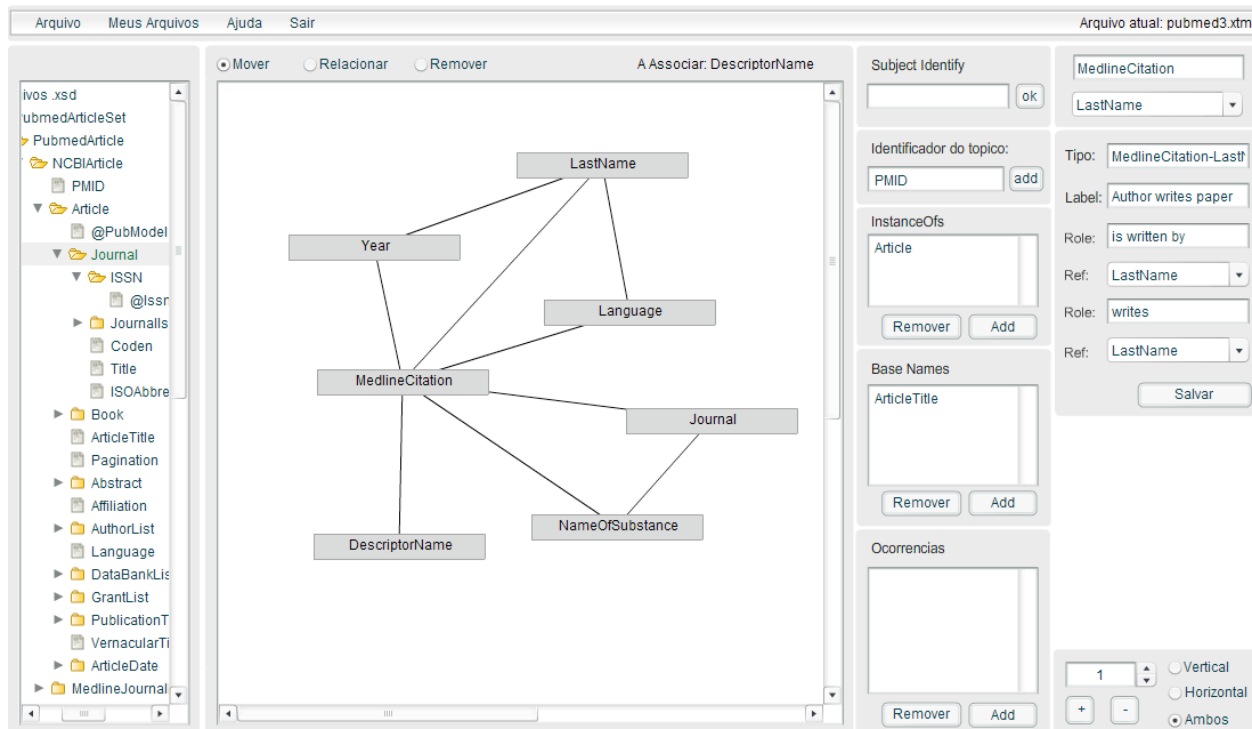 Arquivo Meus Arquivos Ajuda Sair Arquivo atual: pubmed3.xtm
ivos .xsd
ubmedArticleSet
PubmedArticle
NCBIArticle
PMID
Article
@PubModel
Journal
ISSN
@Issn
JournalIs
Coden
Title
ISOAbbre
Book
ArticleTitle
Pagination
Abstract
Affiliation
AuthorList
Language
DataBankLis
GrantList
PublicationT
VernacularTi
ArticleDate
MedlineJournal
Mover Relacionar Remover A Associar: DescriptorName
LastName
Year
Language
MedlineCitation
Journal
NameOfSubstance
DescriptorName
Subject Identify
ok
Identificador do topico:
PMID add
InstanceOfs
Article
Remover Add
Base Names
ArticleTitle
Remover Add
Ocorrencias
Remover Add
MedlineCitation
LastName
Tipo: MedlineCitation-LastN
Label: Author writes paper
Role: is written by
Ref: LastName
Role: writes
Ref: LastName
Salvar
1
+ -
Vertical
Horizontal
Ambos